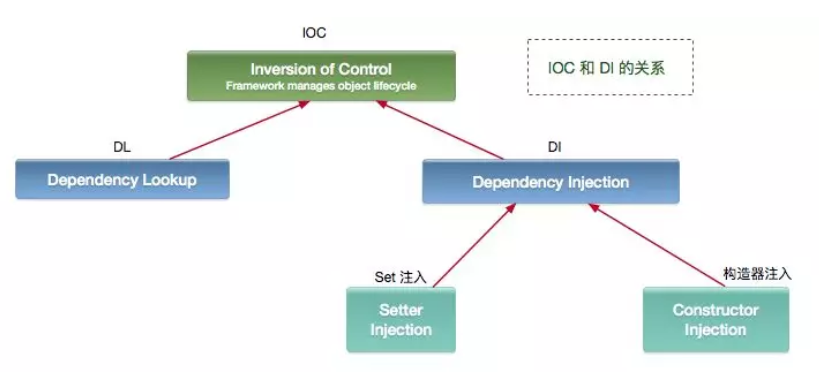 IOC
Inversion of Control
Framework manages object lifecycle
IOC 和 DI 的关系
DL
Dependency Lookup
DI
Dependency Injection
Set 注入
Setter
Injection
构造器注入
Constructor
Injection